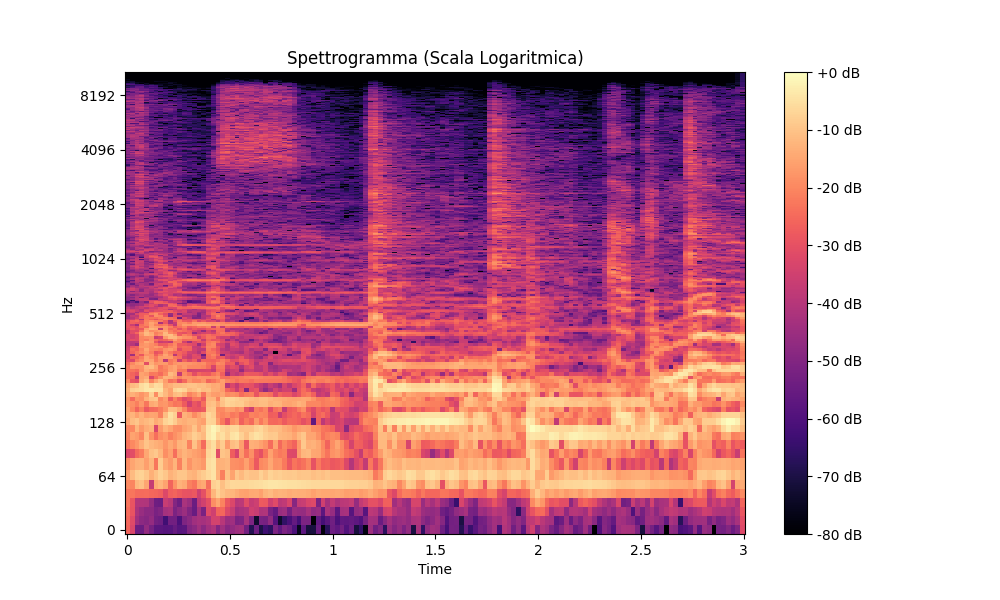 Spettrogramma (Scala Logaritmica)
Hz
8192
4096
2048
1024
512
256
128
64
0
0
0.5
1
1.5
2
2.5
3
Time
+0 dB
-10 dB
-20 dB
-30 dB
-40 dB
-50 dB
-60 dB
-70 dB
-80 dB